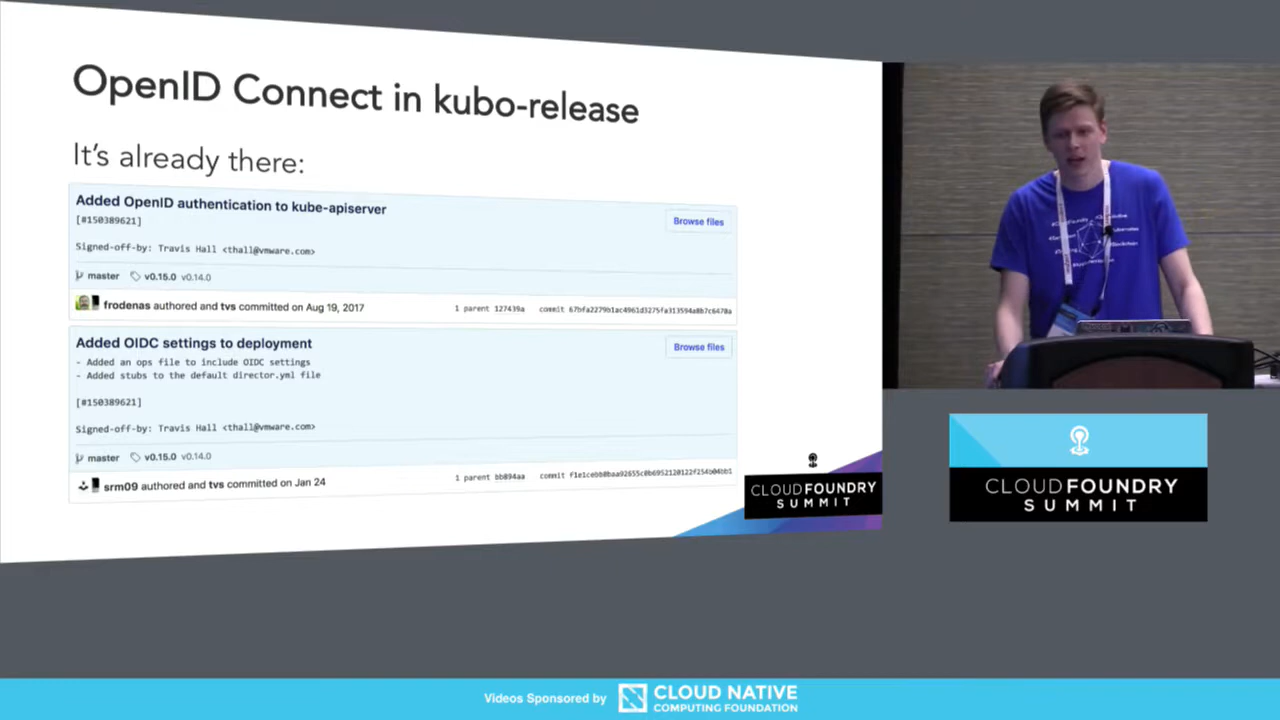 OpenID Connect in kubo-release
It's already there:
Added OpenID authentication to kube-apiserver
Browse files
[#150389621]
Signed-off-by: Travis Hall <thall@vmware.com>
master v0.15.0 v0.14.0
frodenas authored and tvs committed on Aug 19, 2017
1 parent 127439a commit
Added OIDC settings to deployment
Browse files
- Added an ops file to include OIDC settings
- Added stubs to the default director.yml file
[#150389621]
Signed-off-by: Travis Hall <thall@vmware.com>
master v0.15.0 v0.14.0
srm09 authored and tvs committed on Jan 24
1 parent bb894aa commit
CLOUD FOUNDRY
SUMMIT
CLOUD FOUNDRY
SUMMIT
Videos Sponsored by
CLOUD NATIVE
COMPUTING FOUNDATION